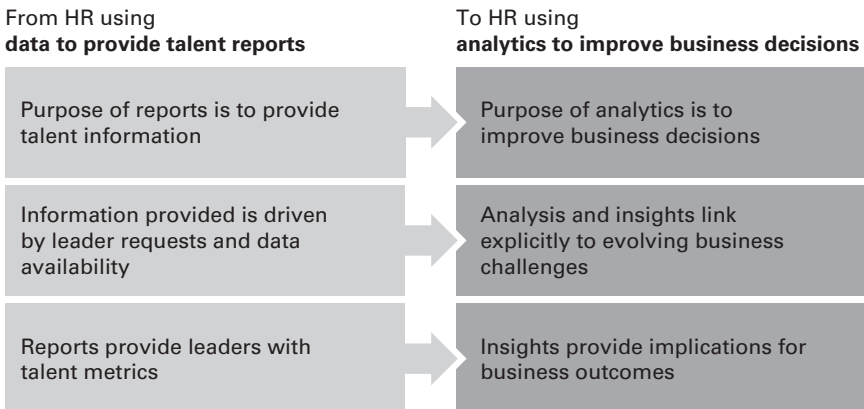 From HR using
data to provide talent reports
To HR using
analytics to improve business decisions
Purpose of reports is to provide
talent information
Purpose of analytics is to
improve business decisions
Information provided is driven
by leader requests and data
availability
Analysis and insights link
explicitly to evolving business
challenges
Reports provide leaders with
talent metrics
Insights provide implications for
business outcomes